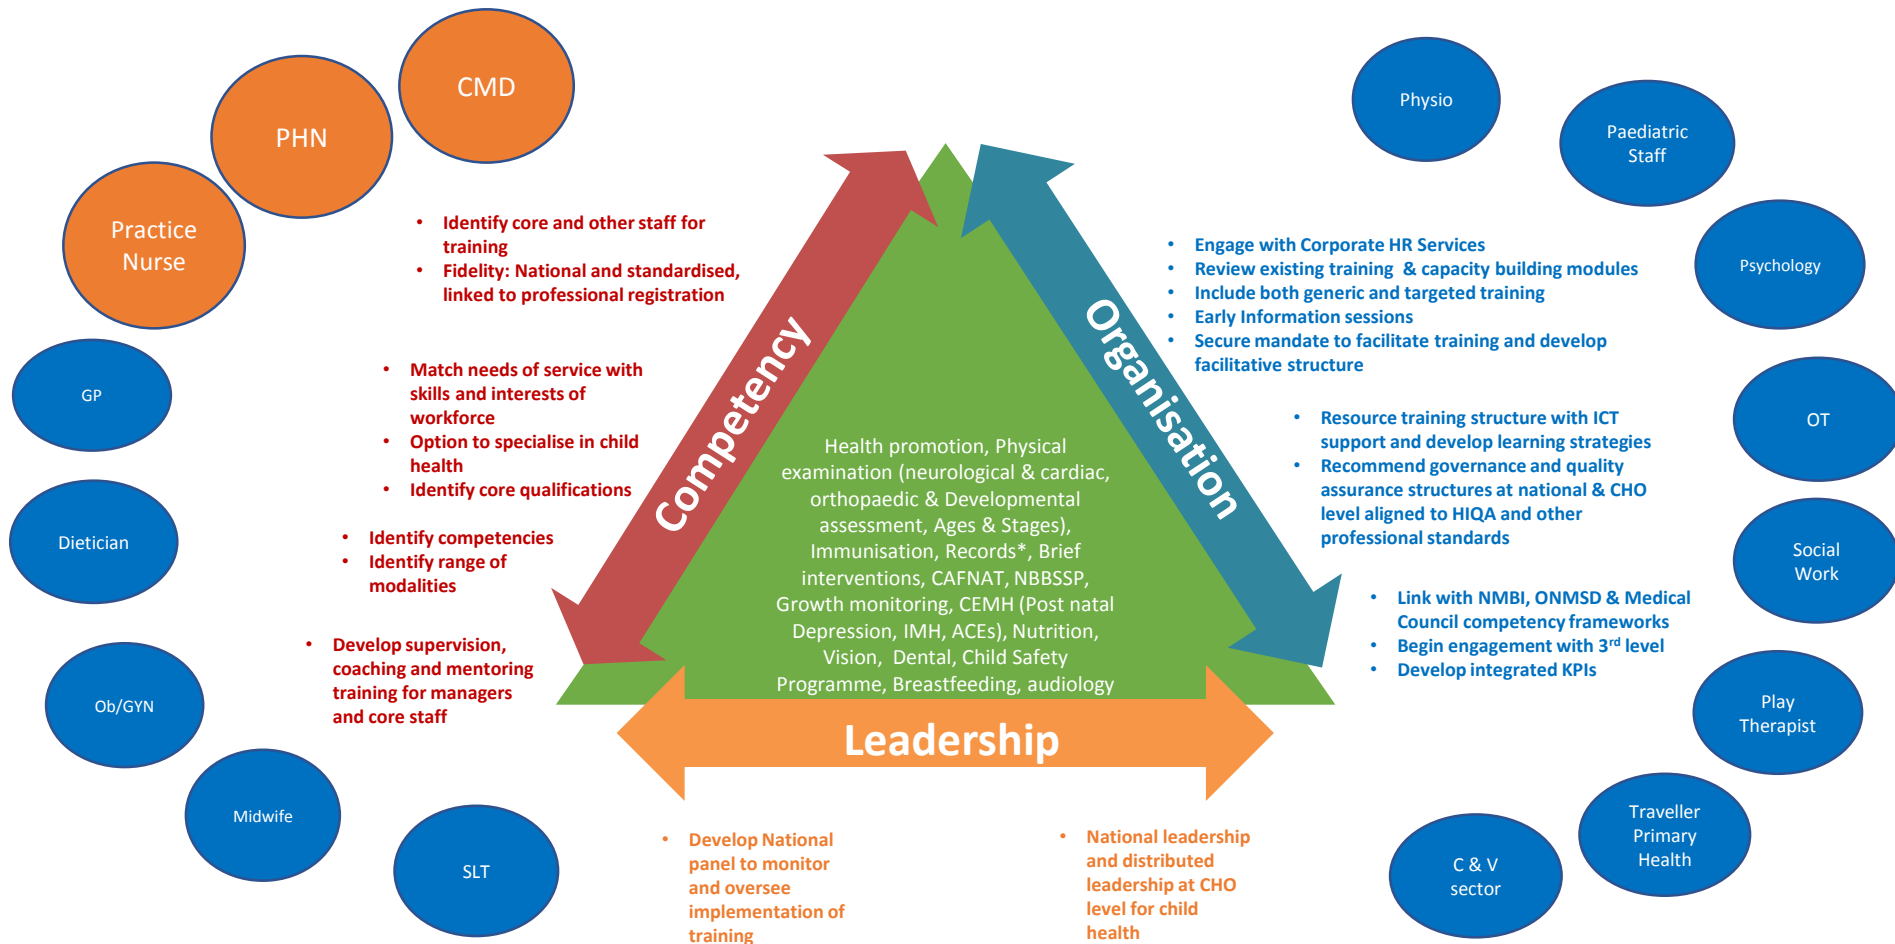 CMD
PHN
Practice
Nurse
GP
Dietician
Ob/GYN
Midwife
SLT
• Identify core and other staff for
training
• Fidelity: National and standardised,
linked to professional registration
• Match needs of service with
skills and interests of
workforce
• Option to specialise in child
health
• Identify core qualifications
• Identify competencies
• Identify range of
modalities
• Develop supervision,
coaching and mentoring
training for managers
and core staff
Competency
Organisation
Leadership
Health promotion, Physical
examination (neurological & cardiac,
orthopaedic & Developmental
assessment, Ages & Stages),
Immunisation, Records*, Brief
interventions, CAFNAT, NBBSSP,
Growth monitoring, CEMH (Post natal
Depression, IMH, ACEs), Nutrition,
Vision, Dental, Child Safety
Programme, Breastfeeding, audiology
• Develop National
panel to monitor
and oversee
implementation of
training
• National leadership
and distributed
leadership at CHO
level for child
health
• Engage with Corporate HR Services
• Review existing training & capacity building modules
• Include both generic and targeted training
• Early Information sessions
• Secure mandate to facilitate training and develop
facilitative structure
• Resource training structure with ICT
support and develop learning strategies
• Recommend governance and quality
assurance structures at national & CHO
level aligned to HIQA and other
professional standards
• Link with NMBI, ONMSD & Medical
Council competency frameworks
• Begin engagement with 3rd level
• Develop integrated KPIs
Physio
Paediatric
Staff
Psychology
OT
Social
Work
Play
Therapist
Traveller
Primary
Health
C & V
sector